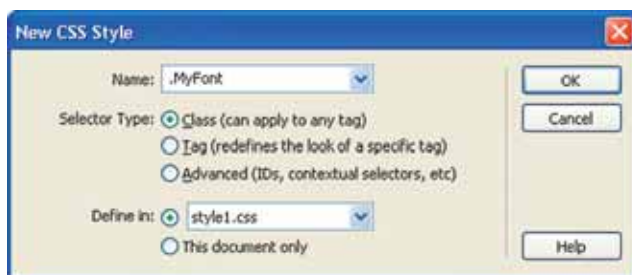 New CSS Style
Name: .MyFont
OK
Selector Type: Class (can apply to any tag)
Cancel
Tag (redefines the look of a specific tag)
Advanced (IDs, contextual selectors, etc)
Define in: style1.css
This document only
Help